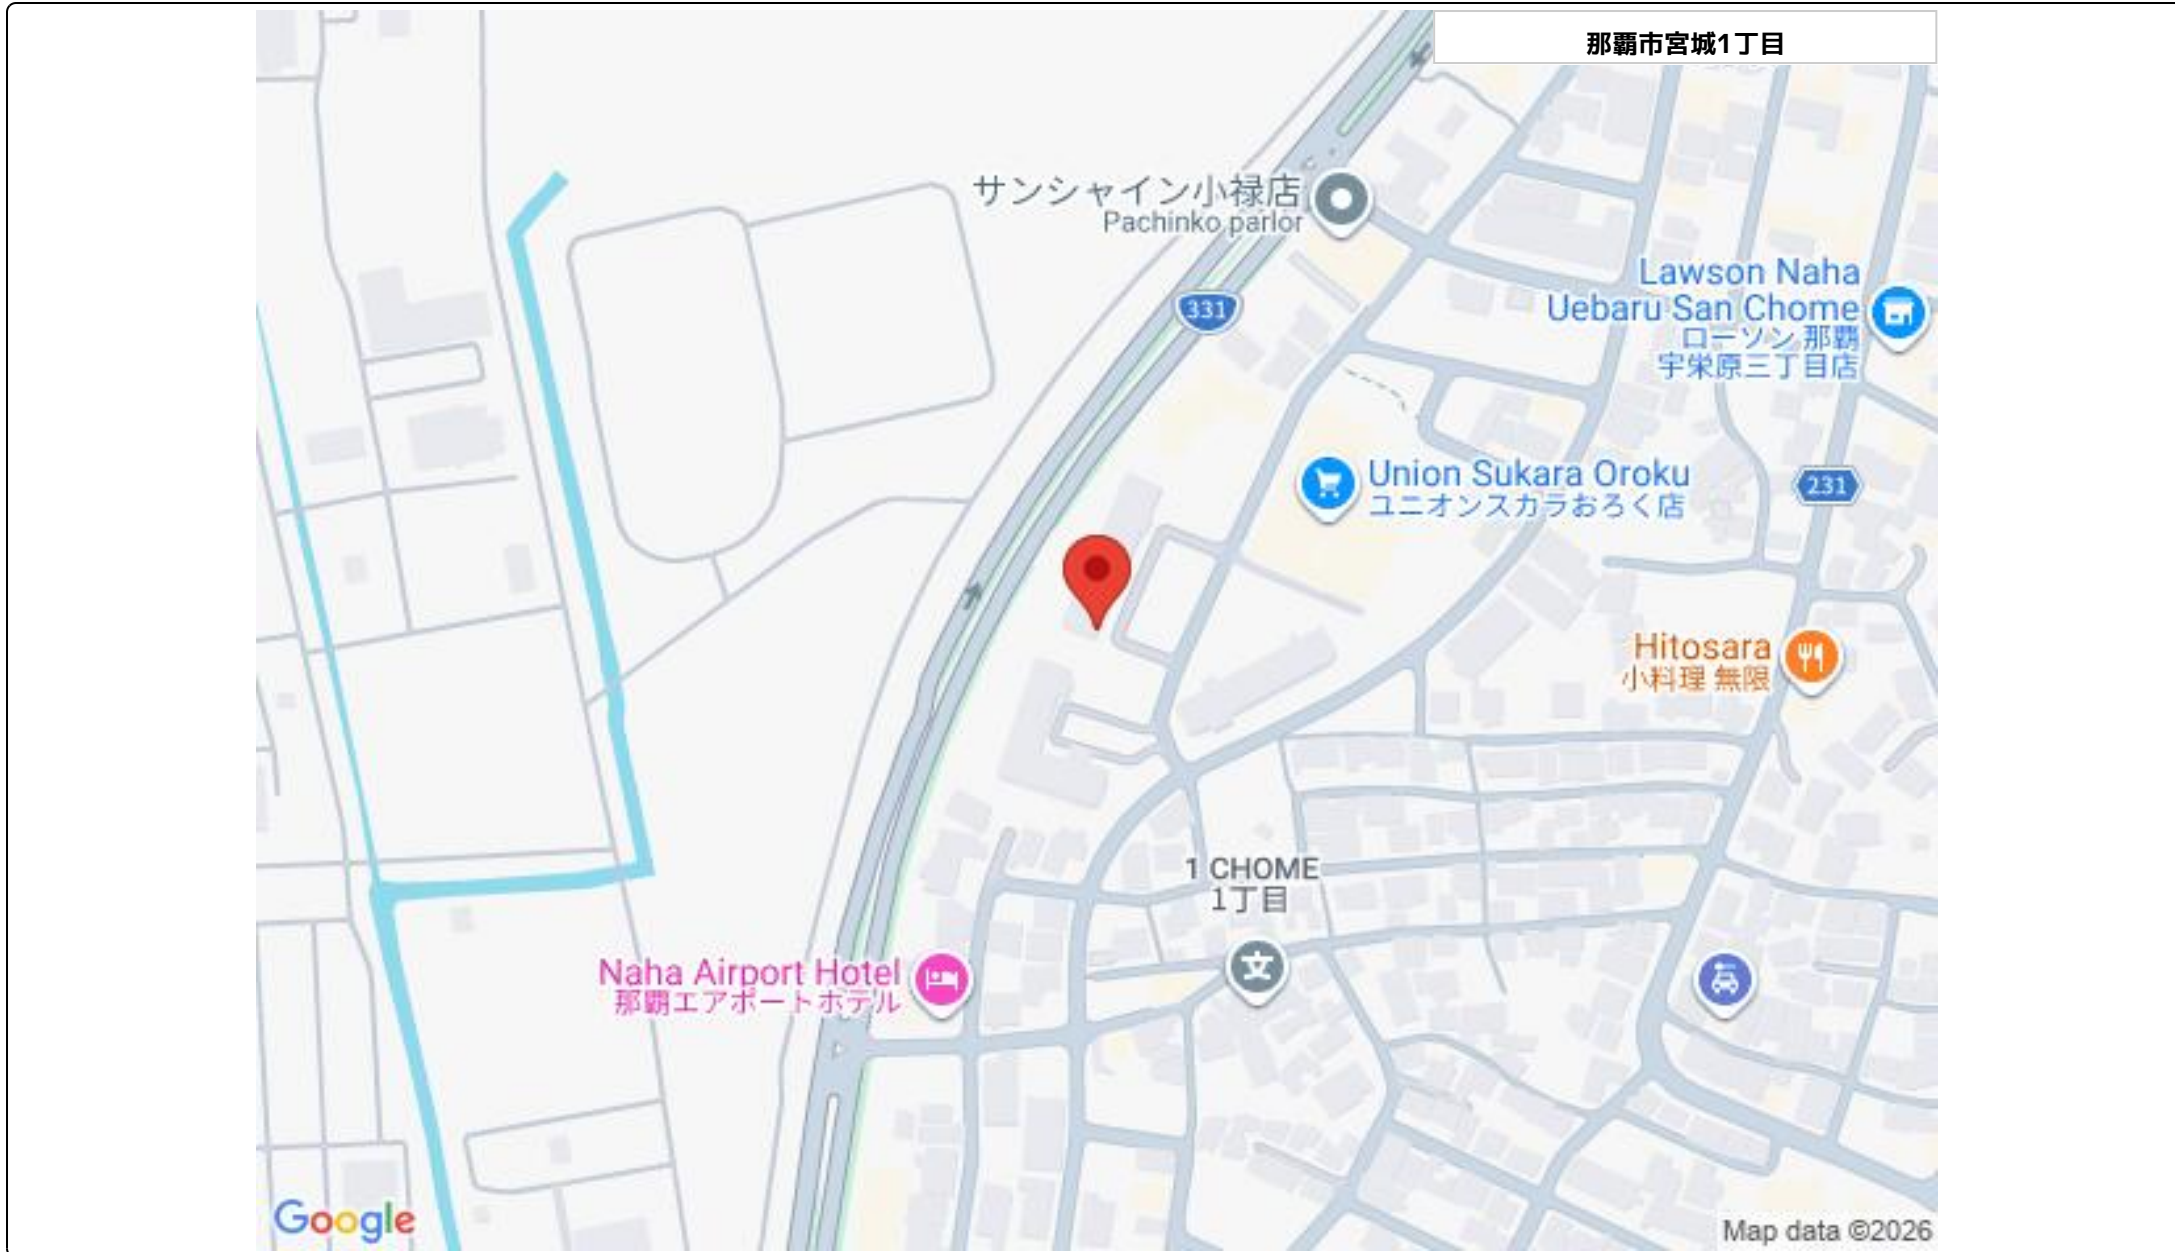 那覇市宮城1丁目
サンシャイン小禄店
Pachinko parlor
331
Lawson Naha
Uebaru San Chome
ローソン 那覇
宇栄原三丁目店
Union Sukara Oroku
ユニオンスカラおろく店
231
Hitosara
小料理 無限
1 CHOME
1丁目
文
Naha Airport Hotel
那覇エアポートホテル
Google
Map data ©2026